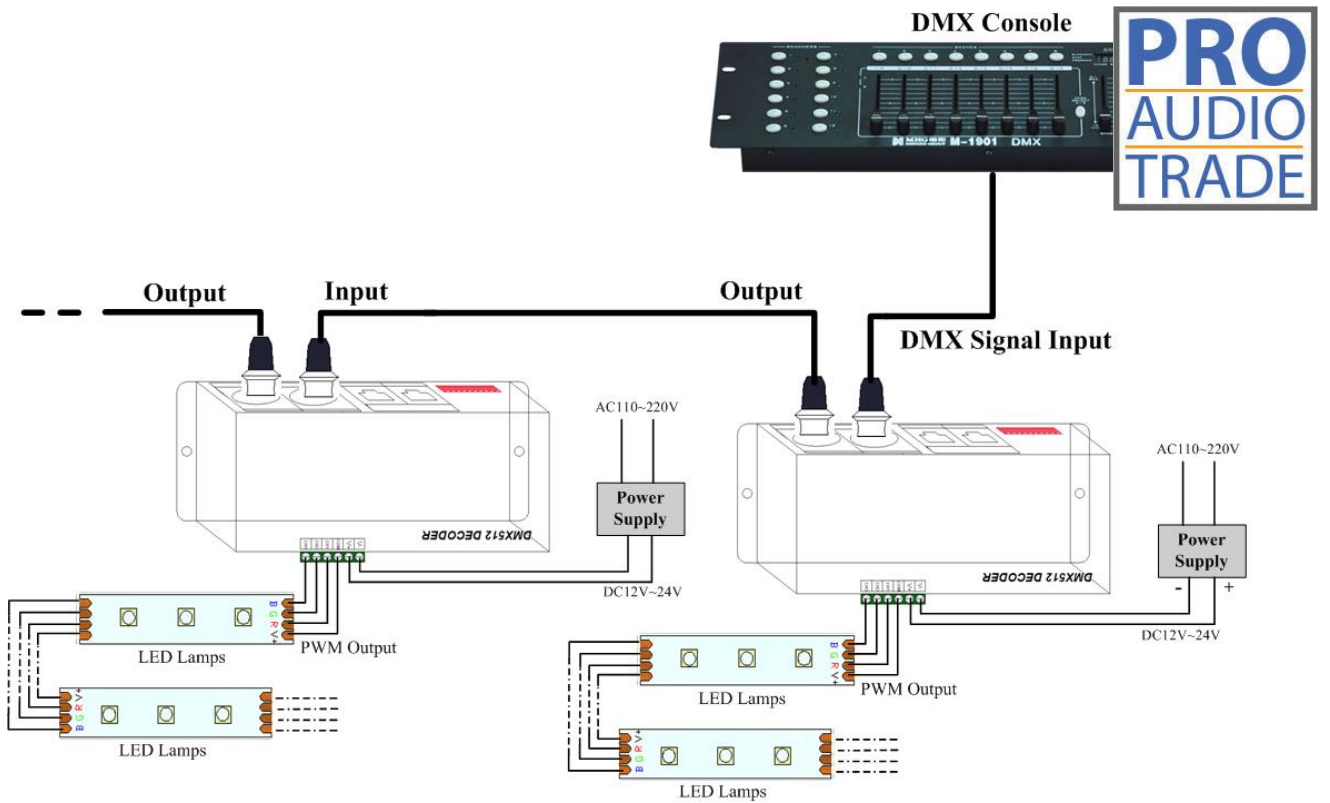 DMX Console
PRO
AUDIO
TRADE
M-1901 DMX
Output
Input
Output
DMX Signal Input
AC110~220V
Power
Supply
DC12V~24V
DMX512 DECODER
B
G
R
V+
PWM Output
LED Lamps
V+
R
G
B
LED Lamps
AC110~220V
Power
Supply
- +
DC12V~24V
DMX512 DECODER
B
G
R
V+
PWM Output
LED Lamps
V+
R
G
B
LED Lamps